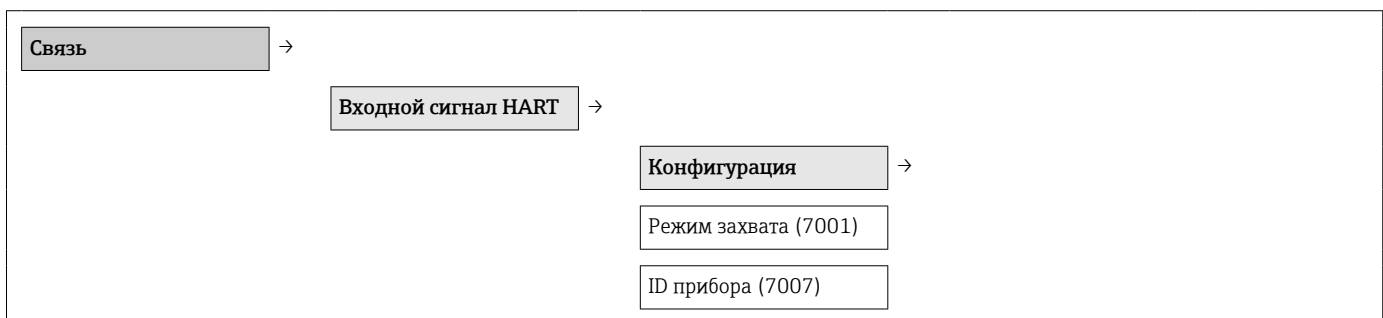 Связь →
Входной сигнал HART →
Конфигурация →
Режим захвата (7001)
ID прибора (7007)